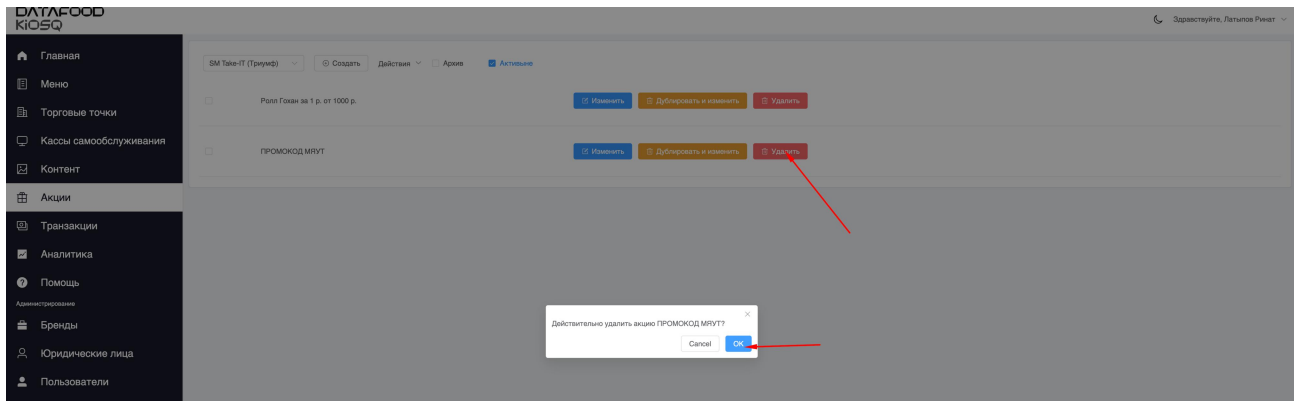 DATAFOOD
KiOSQ
Здравствуйте, Латыпов Ринат
Главная
Меню
Торговые точки
Кассы самообслуживания
Контент
Акции
Транзакции
Аналитика
Помощь
Администрирование
Бренды
Юридические лица
Пользователи
SM Take-IT (Триумф) Создать Действия Архив Активные
Ролл Гохан за 1 р. от 1000 р. Изменить Дублировать и изменить Удалить
ПРОМОКОД МЯУТ Изменить Дублировать и изменить Удалить
Действительно удалить акцию ПРОМОКОД МЯУТ?
Cancel OK